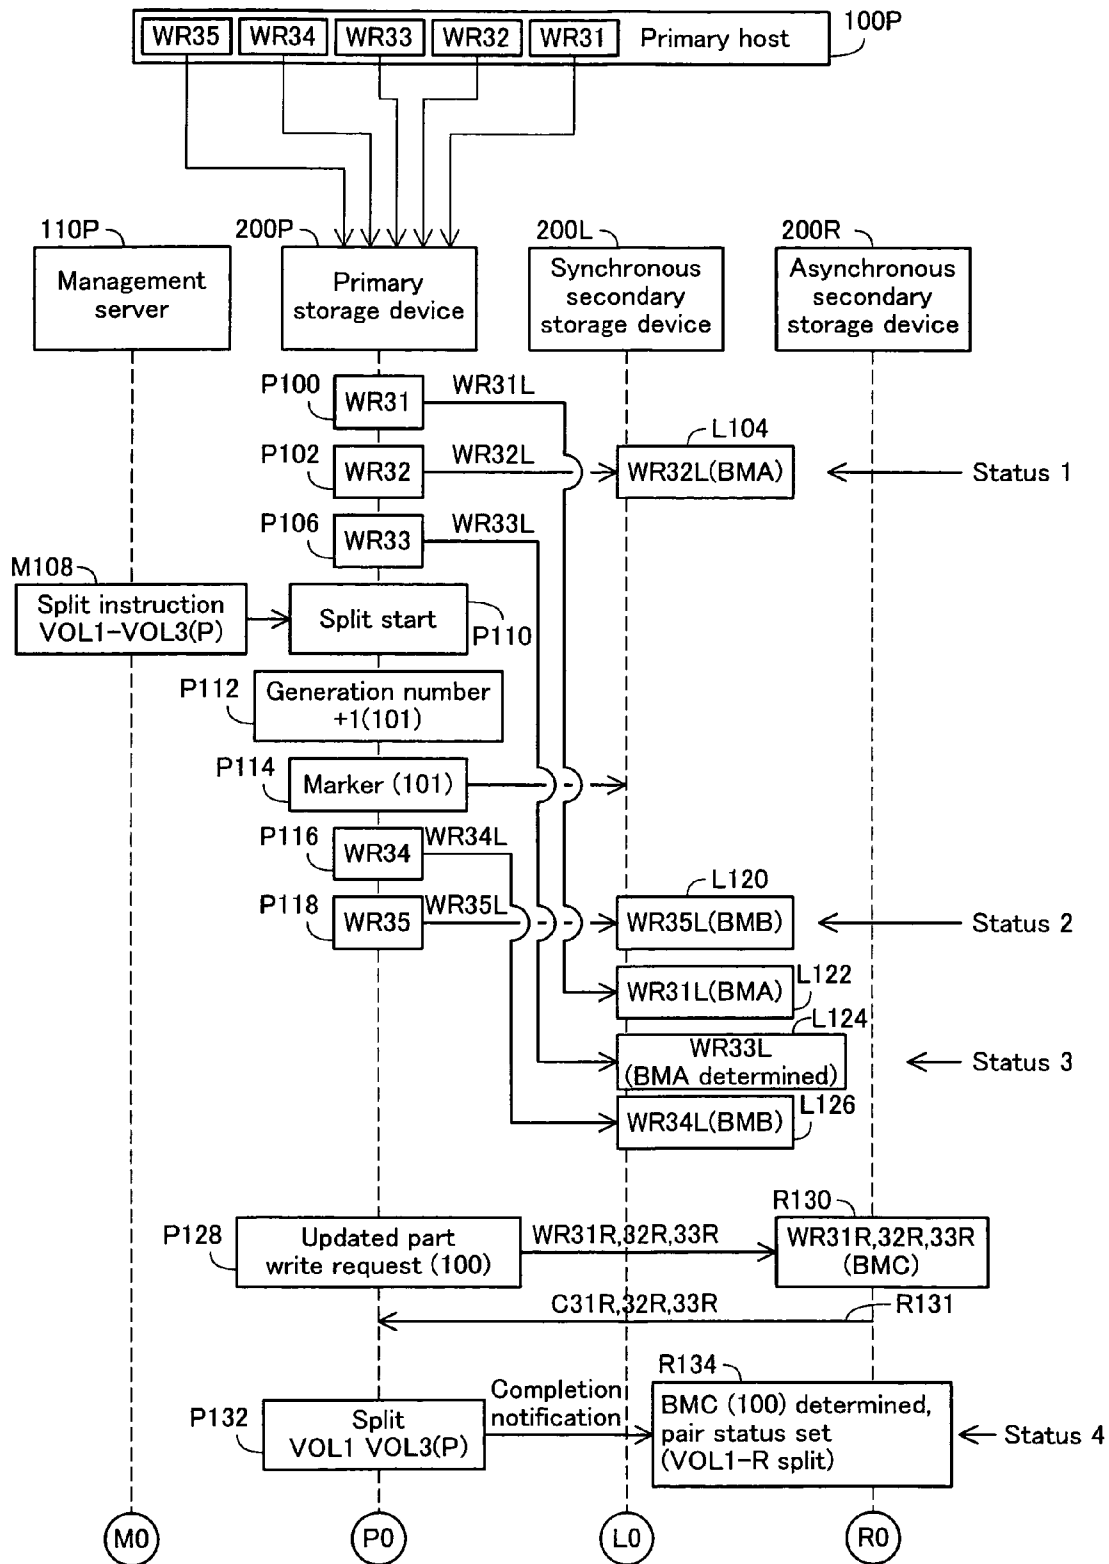 WR35 WR34 WR33 WR32 WR31 Primary host
100P
110P
200P
200L
200R
Management
server
Primary
storage device
Synchronous
secondary
storage device
Asynchronous
secondary
storage device
P100
WR31
WR31L
P102
WR32
WR32L
L104
WR32L(BMA)
Status 1
P106
WR33
WR33L
M108
Split instruction
VOL1-VOL3(P)
Split start
P110
P112
Generation number
+1(101)
P114
Marker (101)
P116
WR34
WR34L
P118
WR35
WR35L
L120
WR35L(BMB)
Status 2
WR31L(BMA)
L122
L124
WR33L
(BMA determined)
Status 3
WR34L(BMB)
L126
P128
Updated part
write request (100)
WR31R,32R,33R
R130
WR31R,32R,33R
(BMC)
C31R,32R,33R
R131
P132
Split
VOL1 VOL3(P)
Completion
notification
R134
BMC (100) determined,
pair status set
(VOL1-R split)
Status 4
M0
P0
L0
R0